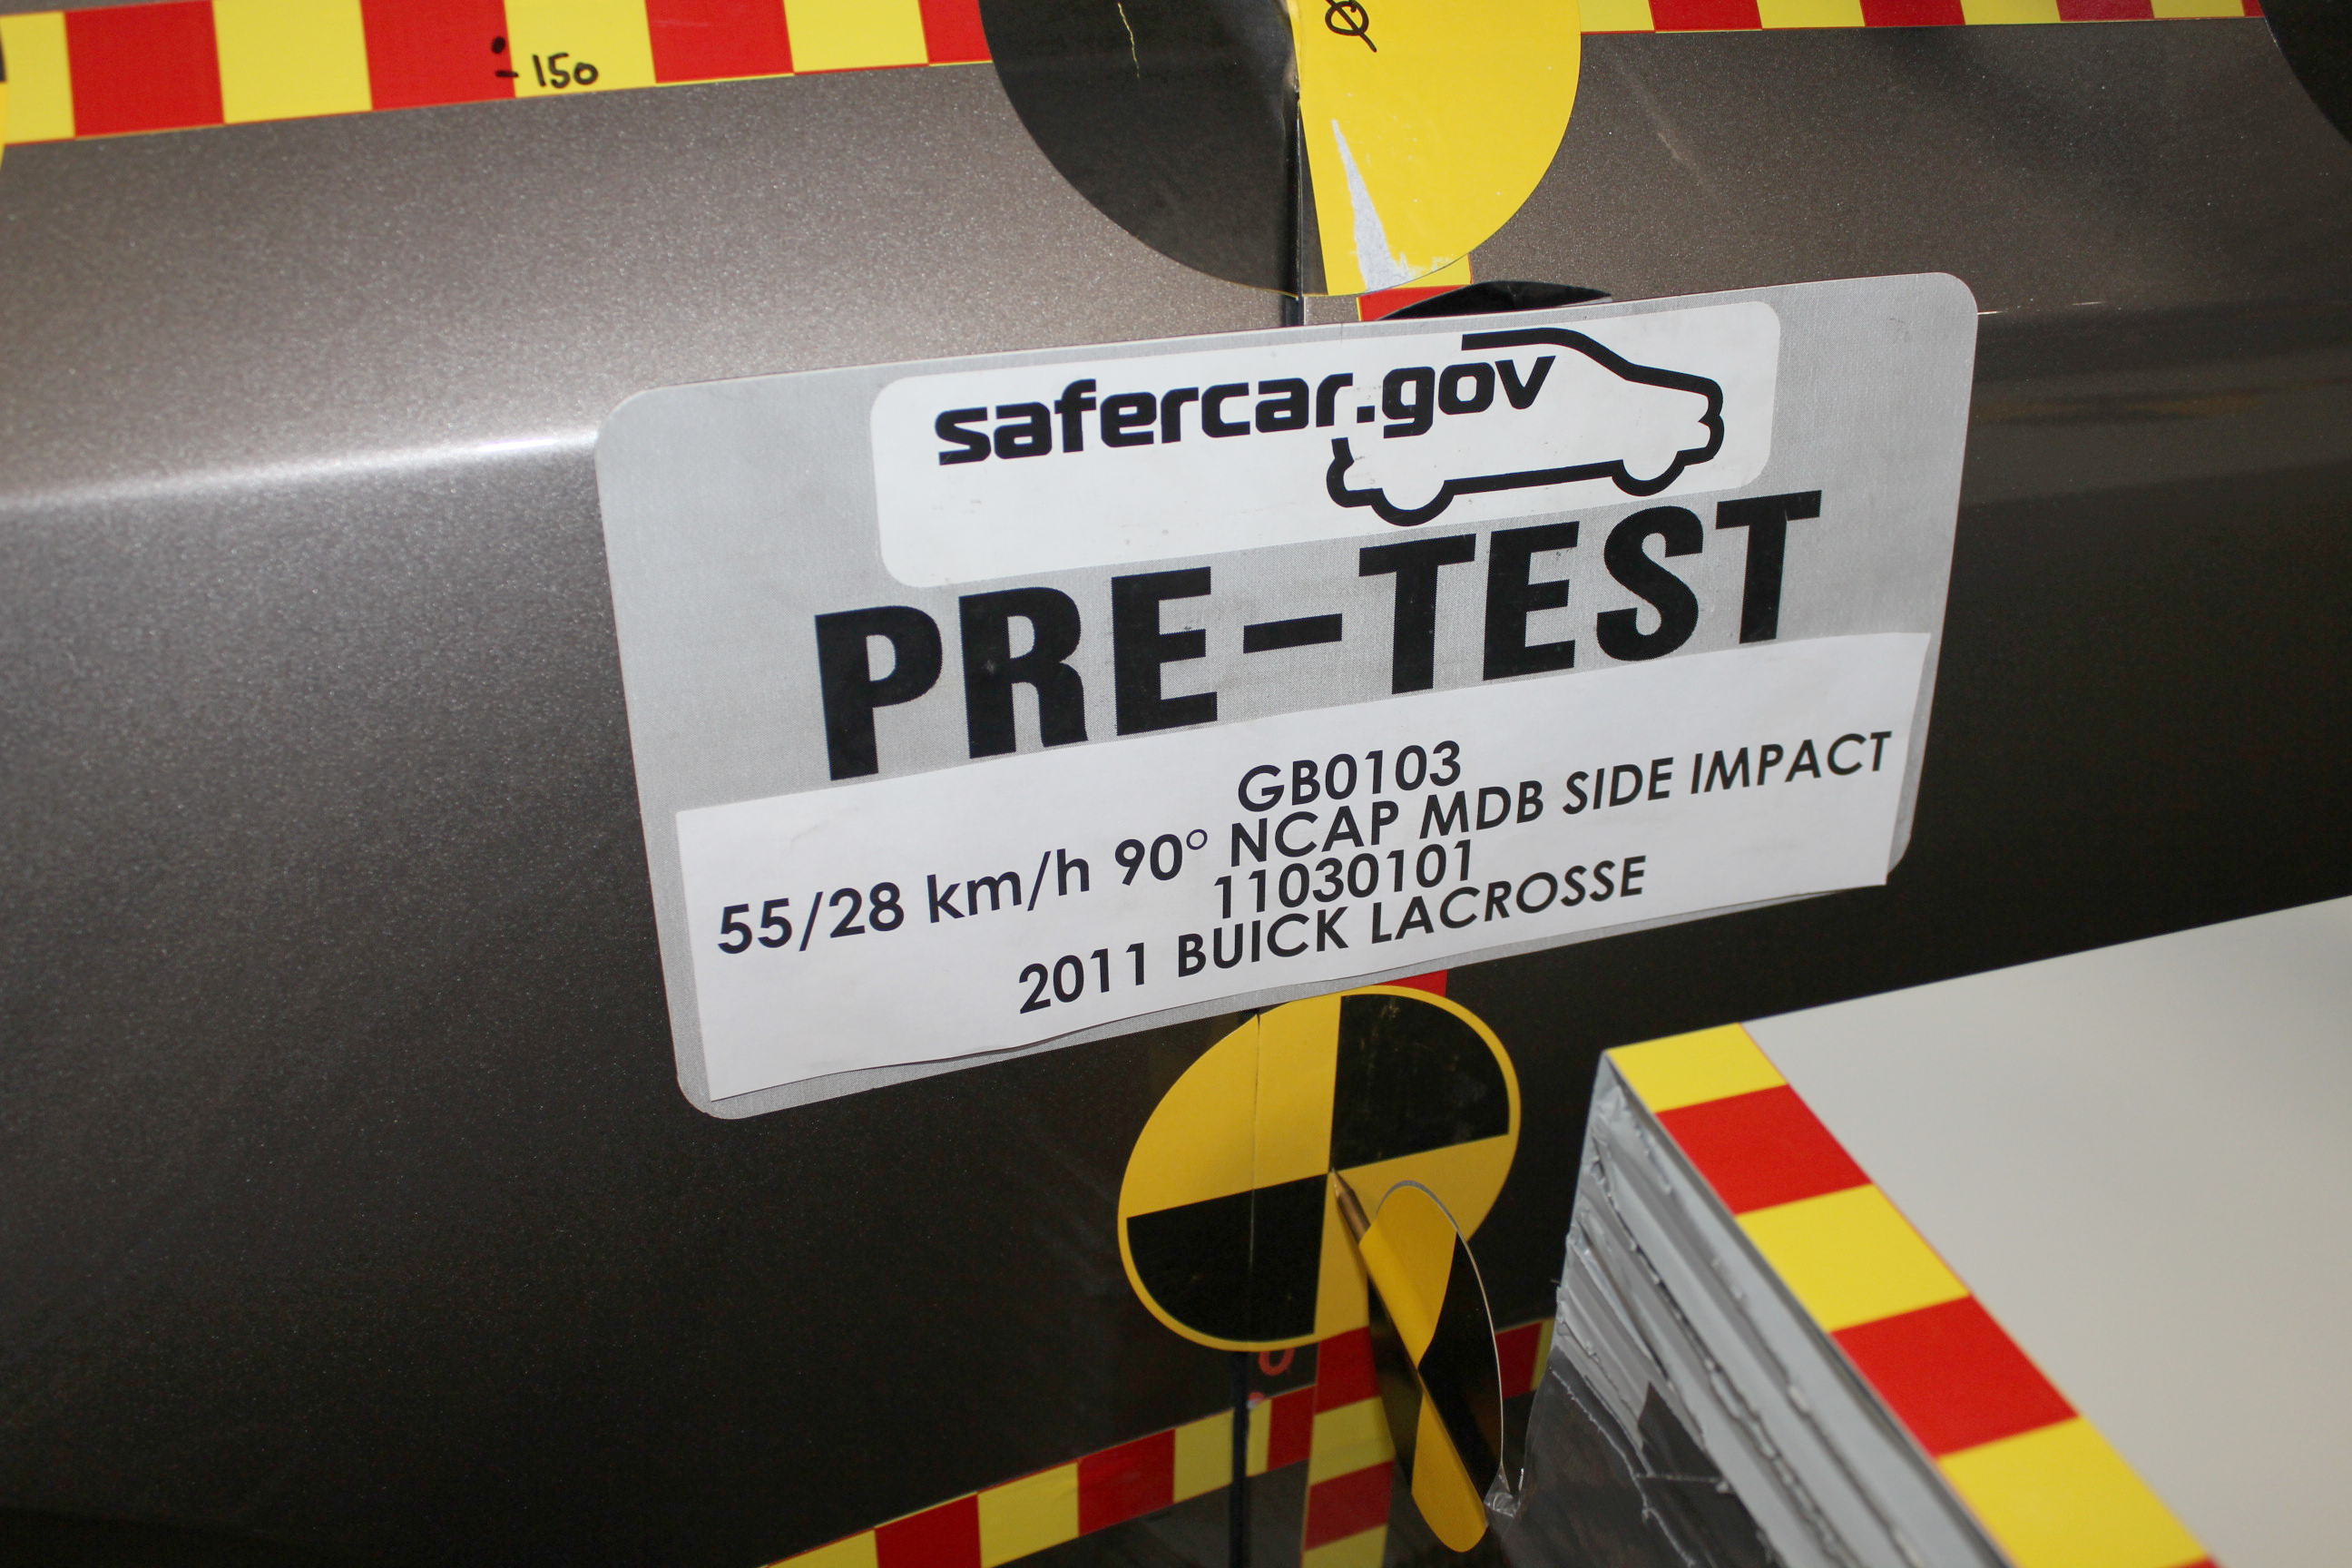 - 150
safercar.gov
PRE-TEST
GB0103
55/28 km/h 90° NCAP MDB SIDE IMPACT
11030101
2011 BUICK LACROSSE